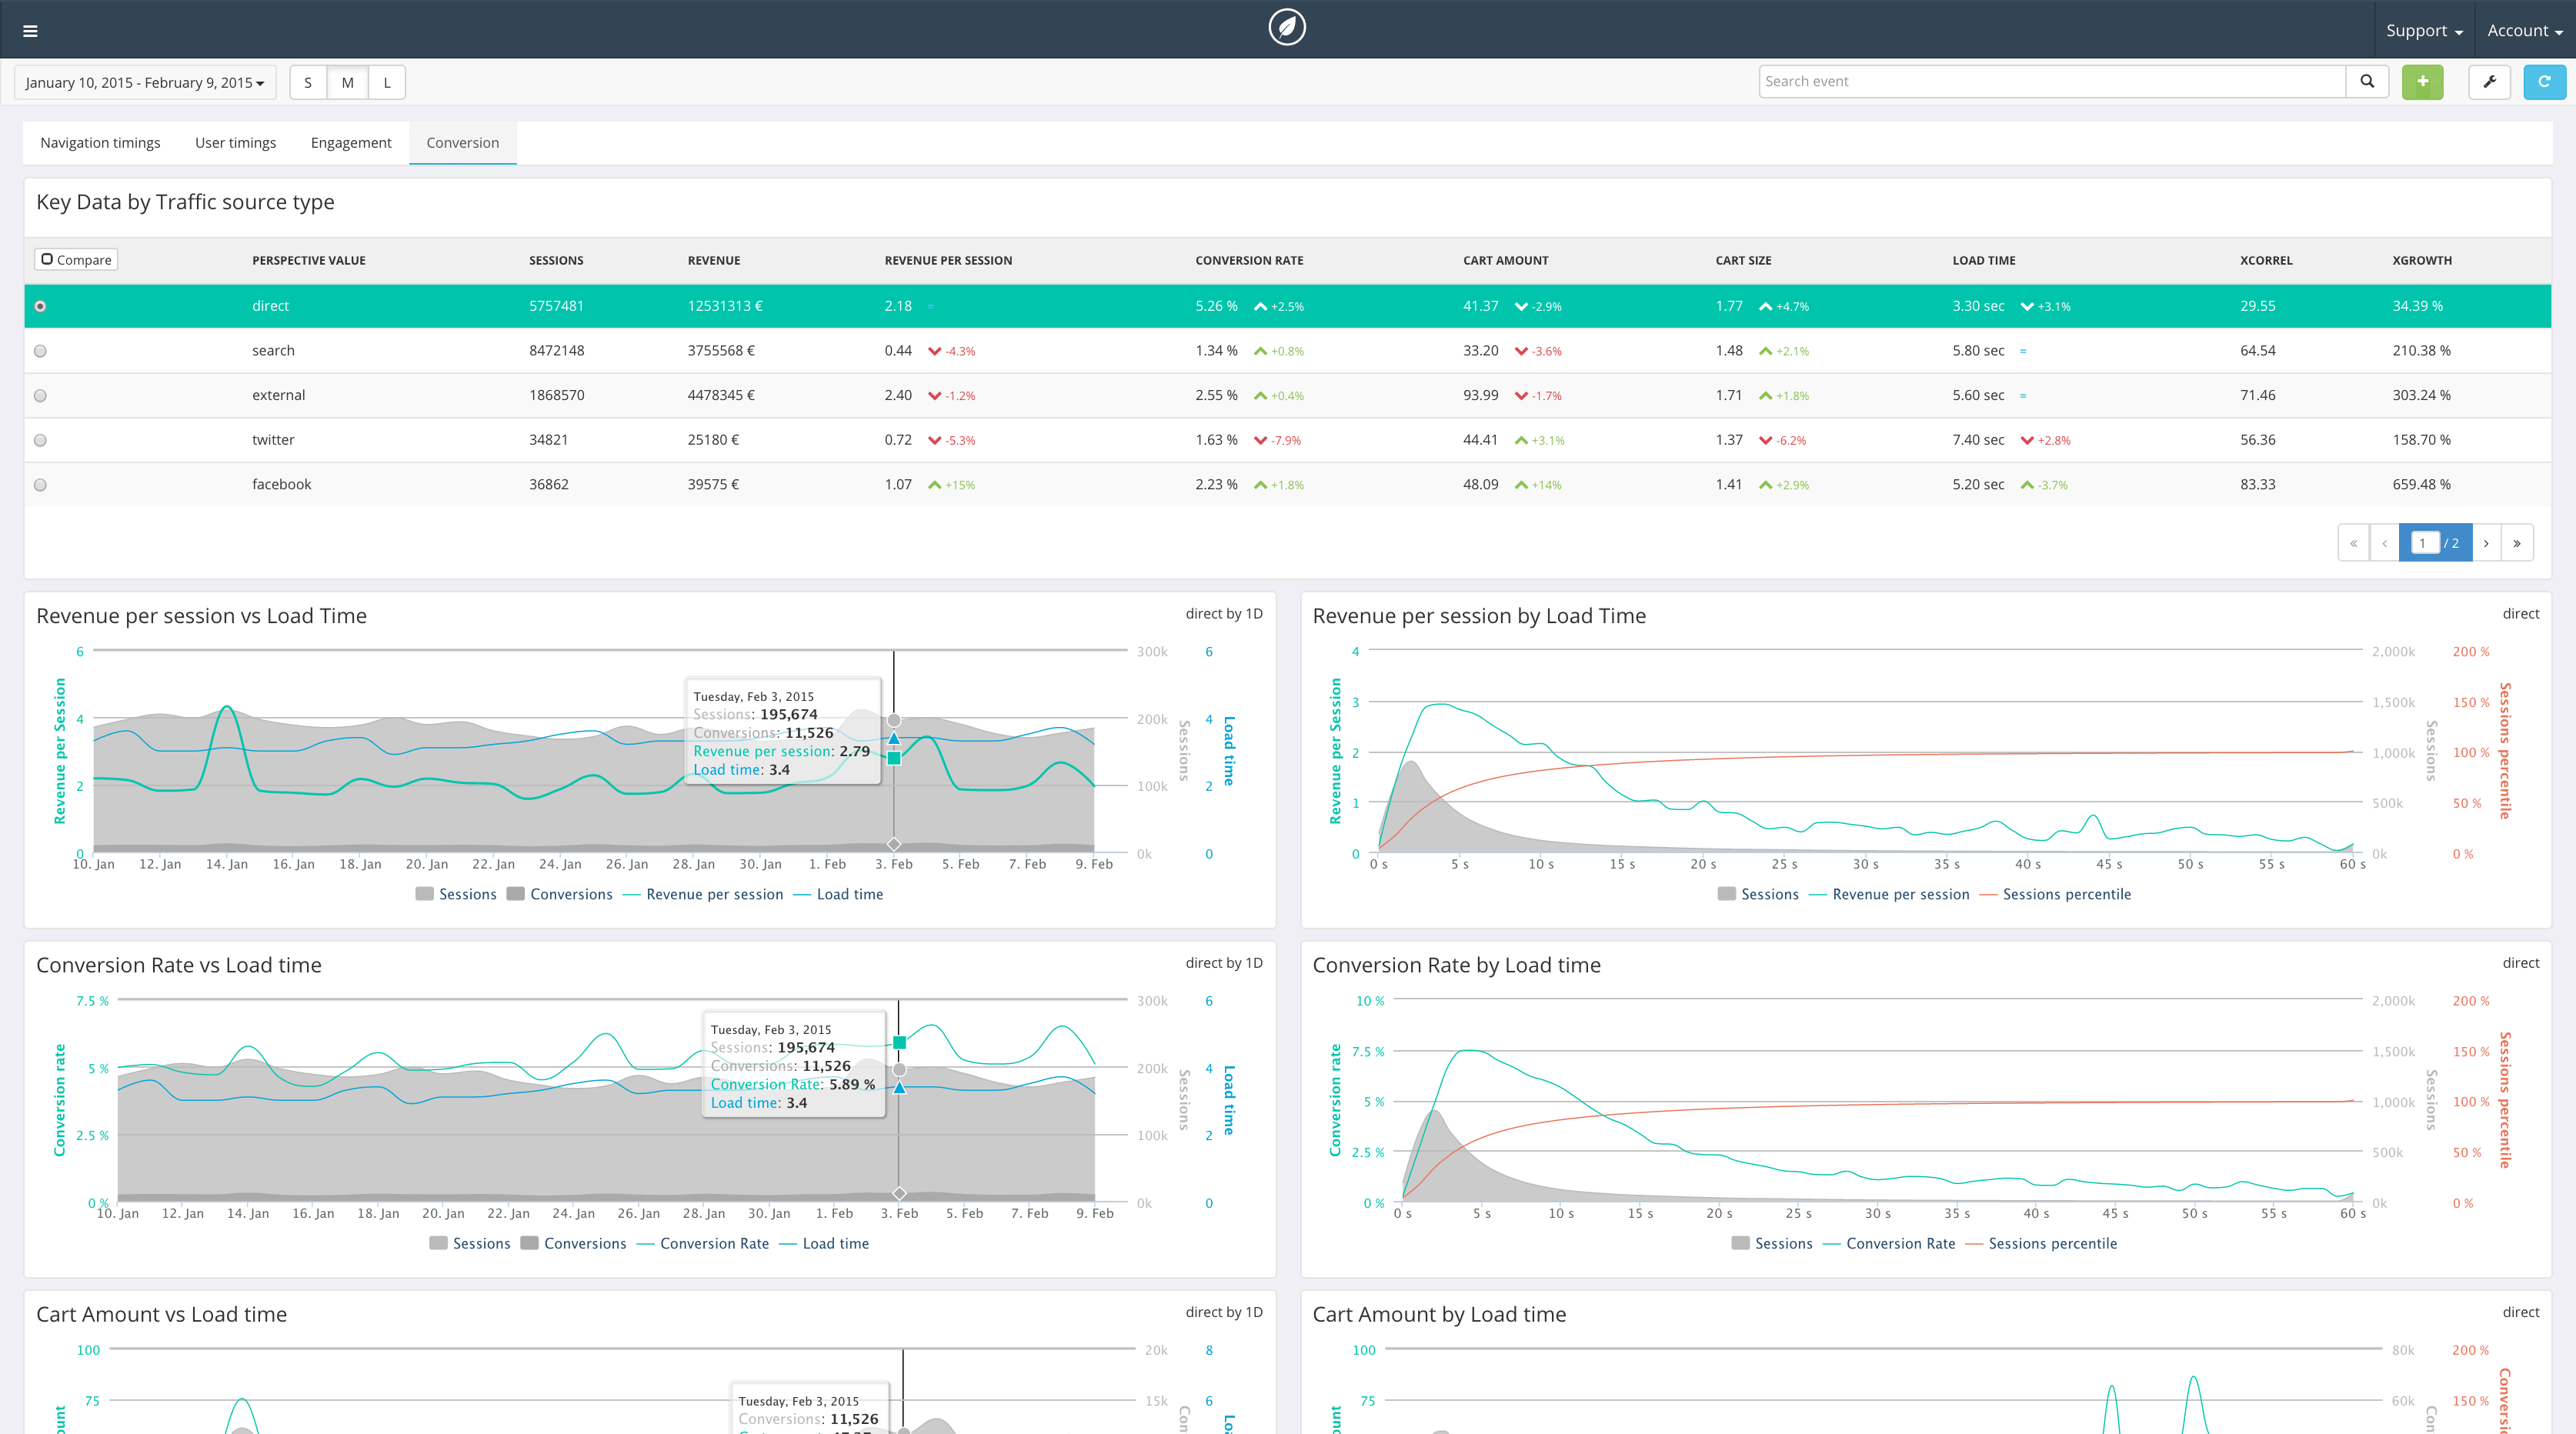 Support Account
January 10, 2015 - February 9, 2015 S M L Search event
Navigation timings User timings Engagement Conversion
Key Data by Traffic source type
Compare PERSPECTIVE VALUE SESSIONS REVENUE REVENUE PER SESSION CONVERSION RATE CART AMOUNT CART SIZE LOAD TIME XCORREL XGROWTH
direct 5757481 12531313 € 2.18 = 5.26 % +2.5% 41.37 -2.9% 1.77 +4.7% 3.30 sec +3.1% 29.55 34.39 %
search 8472148 3755568 € 0.44 -4.3% 1.34 % +0.8% 33.20 -3.6% 1.48 +2.1% 5.80 sec = 64.54 210.38 %
external 1868570 4478345 € 2.40 -1.2% 2.55 % +0.4% 93.99 -1.7% 1.71 +1.8% 5.60 sec = 71.46 303.24 %
twitter 34821 25180 € 0.72 -5.3% 1.63 % -7.9% 44.41 +3.1% 1.37 -6.2% 7.40 sec +2.8% 56.36 158.70 %
facebook 36862 39575 € 1.07 +15% 2.23 % +1.8% 48.09 +14% 1.41 +2.9% 5.20 sec -3.7% 83.33 659.48 %
« ‹ 1 / 2 › »
Revenue per session vs Load Time direct by 1D
6 300k 6
4 200k 4
2 100k 2
0 0k 0
Revenue per Session
Sessions
Load time
Tuesday, Feb 3, 2015
Sessions: 195,674
Conversions: 11,526
Revenue per session: 2.79
Load time: 3.4
10. Jan 12. Jan 14. Jan 16. Jan 18. Jan 20. Jan 22. Jan 24. Jan 26. Jan 28. Jan 30. Jan 1. Feb 3. Feb 5. Feb 7. Feb 9. Feb
Sessions Conversions Revenue per session Load time
Revenue per session by Load Time direct
4 2,000k 200 %
3 1,500k 150 %
2 1,000k 100 %
1 500k 50 %
0 0k 0 %
Revenue per Session
Sessions
Sessions percentile
0 s 5 s 10 s 15 s 20 s 25 s 30 s 35 s 40 s 45 s 50 s 55 s 60 s
Sessions Revenue per session Sessions percentile
Conversion Rate vs Load time direct by 1D
7.5 % 300k 6
5 % 200k 4
2.5 % 100k 2
0 % 0k 0
Conversion rate
Sessions
Load time
Tuesday, Feb 3, 2015
Sessions: 195,674
Conversions: 11,526
Conversion Rate: 5.89 %
Load time: 3.4
10. Jan 12. Jan 14. Jan 16. Jan 18. Jan 20. Jan 22. Jan 24. Jan 26. Jan 28. Jan 30. Jan 1. Feb 3. Feb 5. Feb 7. Feb 9. Feb
Sessions Conversions Conversion Rate Load time
Conversion Rate by Load time direct
10 % 2,000k 200 %
7.5 % 1,500k 150 %
5 % 1,000k 100 %
2.5 % 500k 50 %
0 % 0k 0 %
Conversion rate
Sessions
Sessions percentile
0 s 5 s 10 s 15 s 20 s 25 s 30 s 35 s 40 s 45 s 50 s 55 s 60 s
Sessions Conversion Rate Sessions percentile
Cart Amount vs Load time direct by 1D
100 20k 8
75 15k 6
Tuesday, Feb 3, 2015
Conversions: 11,526
Cart Amount by Load time direct
100 80k 200 %
75 60k 150 %